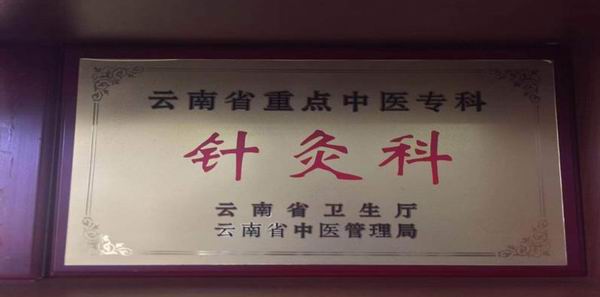 云南省重点中医专科
针灸科
云南省卫生厅
云南省中医管理局